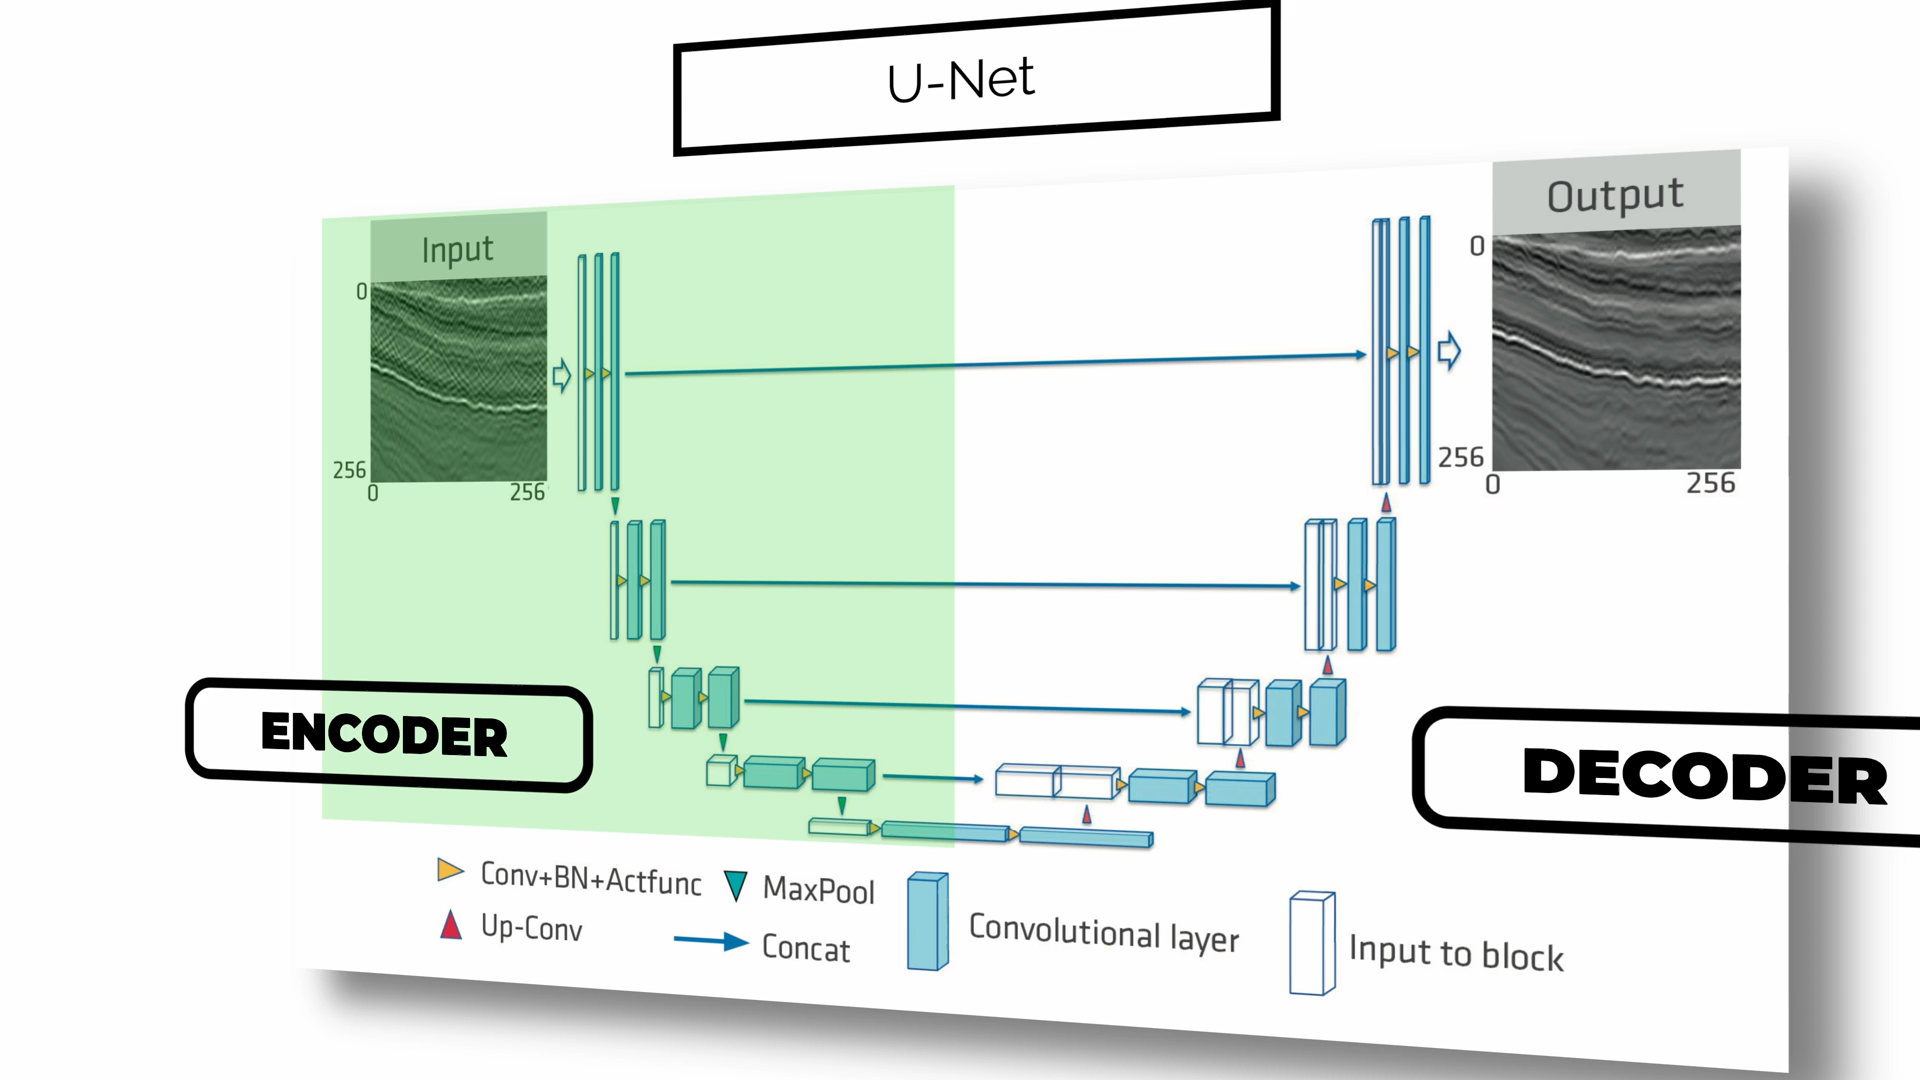 U-Net
Input
Output
0
256
0
256
0
256
0
256
ENCODER
DECODER
Conv+BN+Actfunc
MaxPool
Up-Conv
Concat
Convolutional layer
Input to block